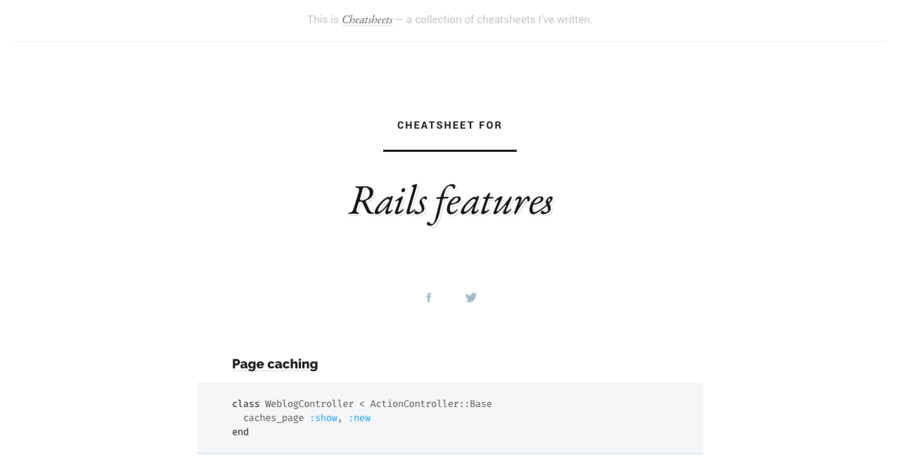 This is Cheatsheets — a collection of cheatsheets I've written.
CHEATSHEET FOR
Rails features
Page caching
class WeblogController < ActionController::Base
  caches_page :show, :new
end